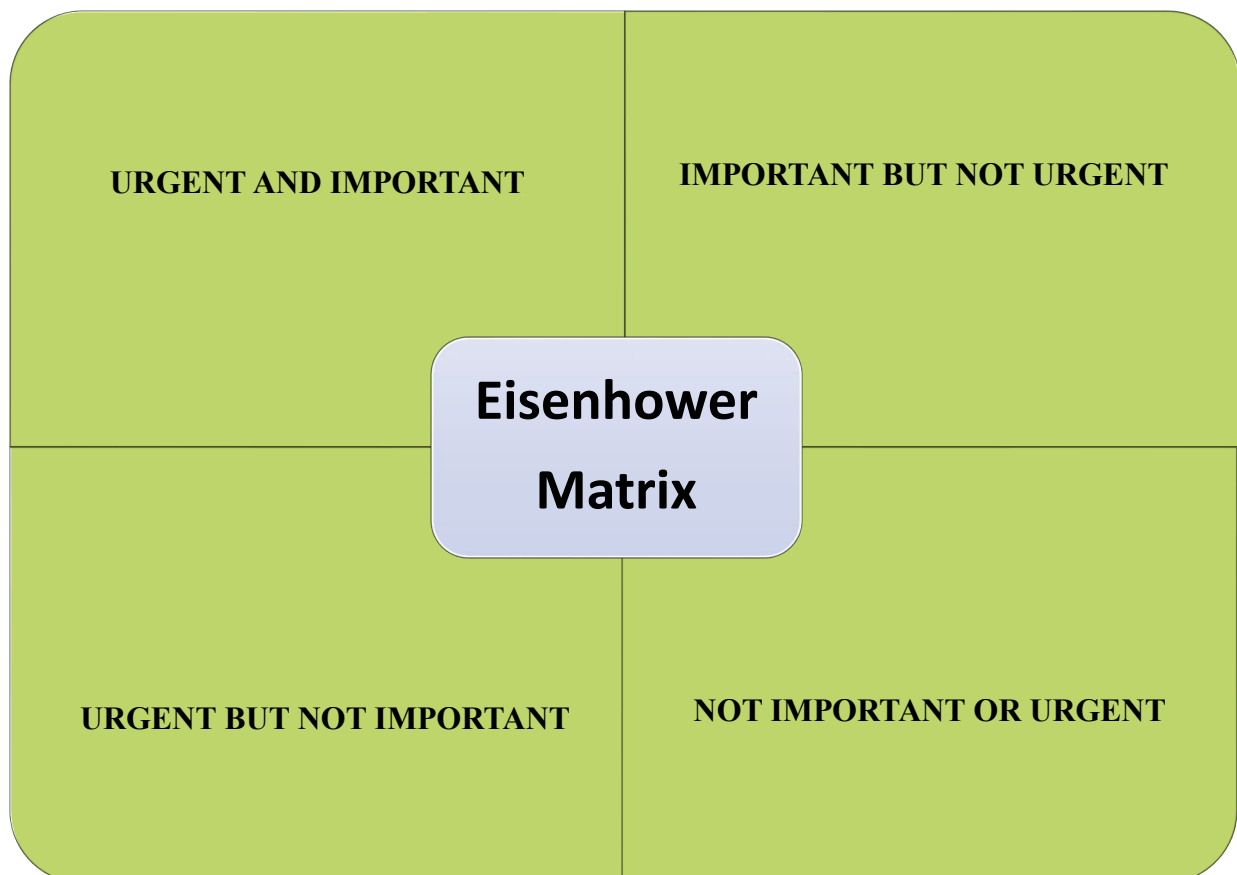 URGENT AND IMPORTANT
IMPORTANT BUT NOT URGENT
Eisenhower
Matrix
URGENT BUT NOT IMPORTANT
NOT IMPORTANT OR URGENT